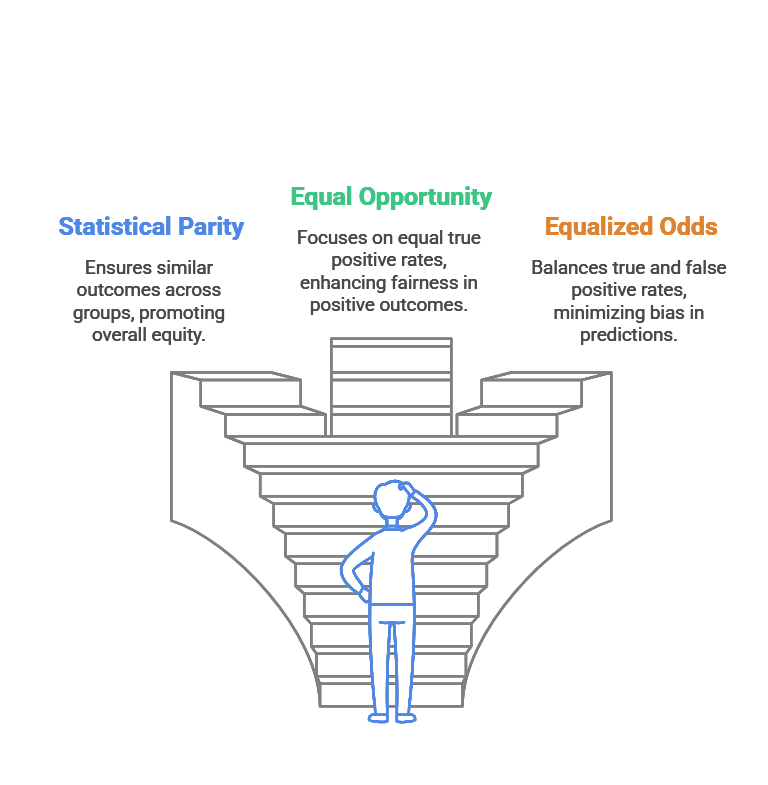 Statistical Parity
Ensures similar
outcomes across
groups, promoting
overall equity.
Equal Opportunity
Focuses on equal true
positive rates,
enhancing fairness in
positive outcomes.
Equalized Odds
Balances true and false
positive rates,
minimizing bias in
predictions.